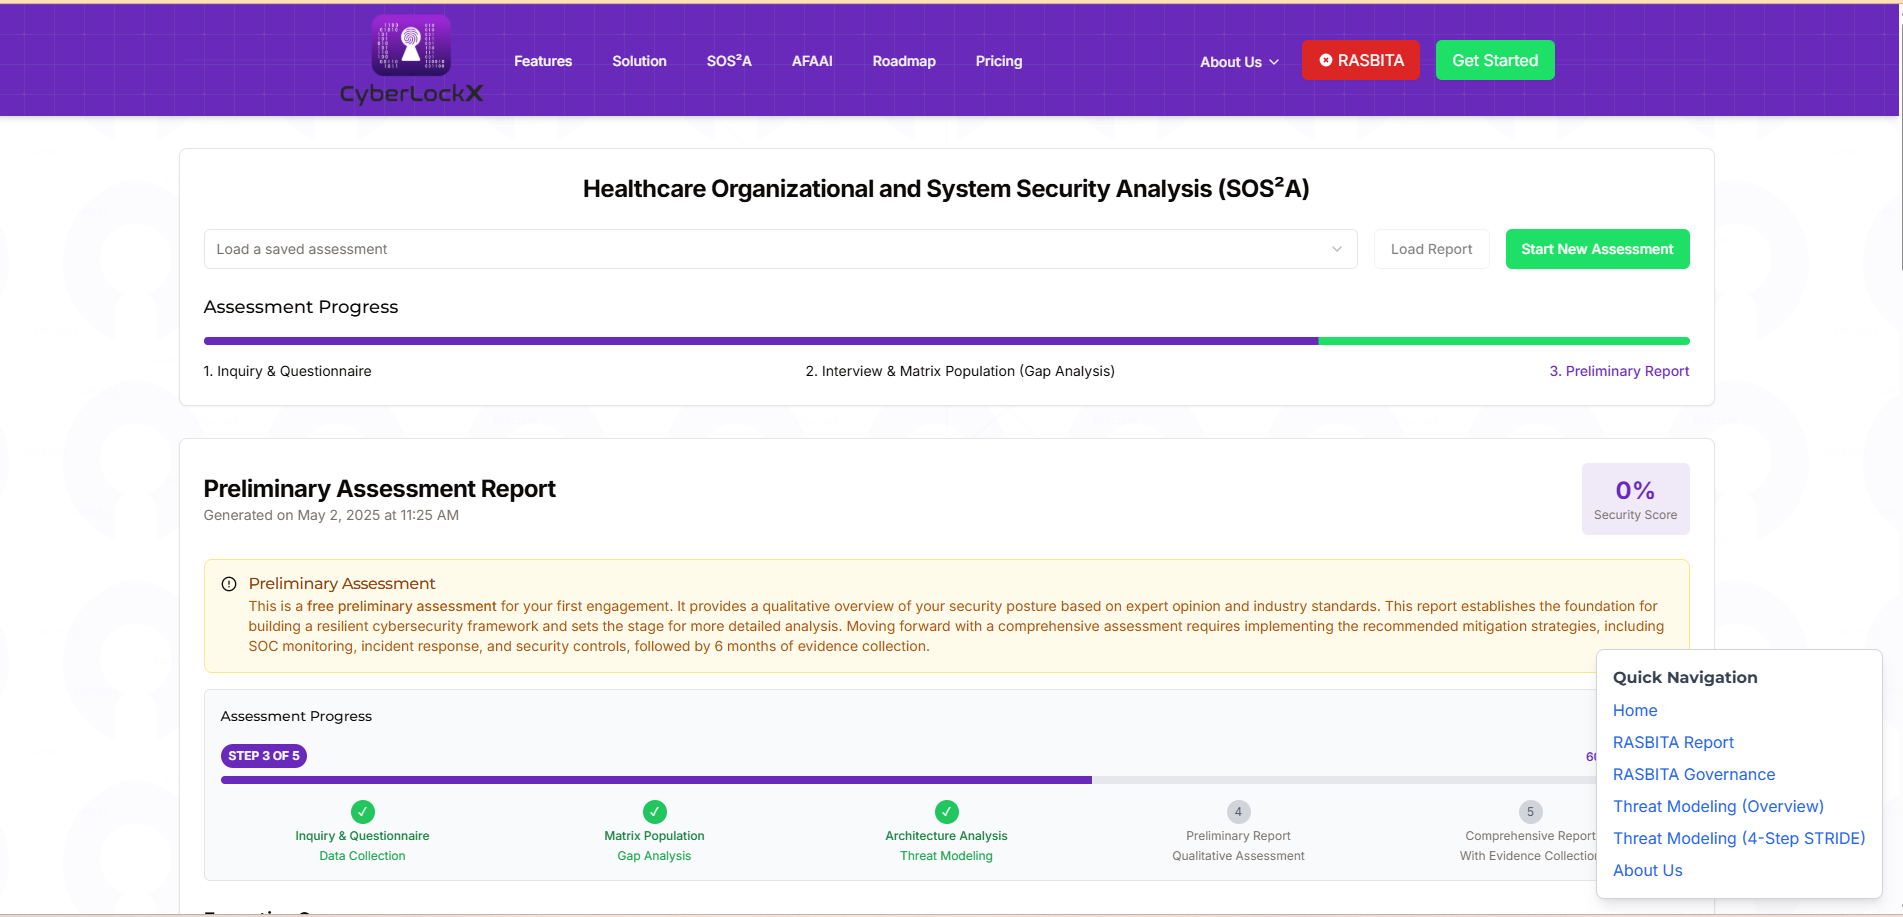 CyberLockX
Features
Solution
SOS²A
AFAAI
Roadmap
Pricing
About Us
RASBITA
Get Started
Healthcare Organizational and System Security Analysis (SOS²A)
Load a saved assessment
Load Report
Start New Assessment
Assessment Progress
1. Inquiry & Questionnaire
2. Interview & Matrix Population (Gap Analysis)
3. Preliminary Report
Preliminary Assessment Report
Generated on May 2, 2025 at 11:25 AM
0%
Security Score
Preliminary Assessment
This is a free preliminary assessment for your first engagement. It provides a qualitative overview of your security posture based on expert opinion and industry standards. This report establishes the foundation for
building a resilient cybersecurity framework and sets the stage for more detailed analysis. Moving forward with a comprehensive assessment requires implementing the recommended mitigation strategies, including
SOC monitoring, incident response, and security controls, followed by 6 months of evidence collection.
Assessment Progress
STEP 3 OF 5
✓
Inquiry & Questionnaire
Data Collection
✓
Matrix Population
Gap Analysis
✓
Architecture Analysis
Threat Modeling
4
Preliminary Report
Qualitative Assessment
5
Comprehensive Report
With Evidence Collection
Quick Navigation
Home
RASBITA Report
RASBITA Governance
Threat Modeling (Overview)
Threat Modeling (4-Step STRIDE)
About Us